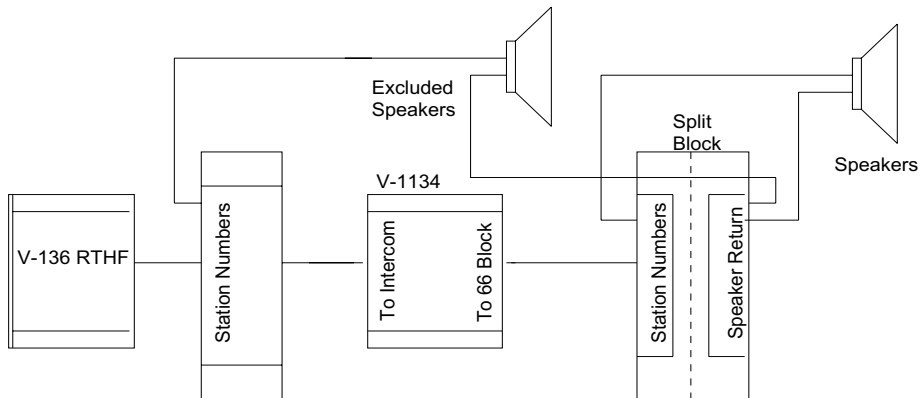 Excluded
Speakers
Split
Block
Speakers
V-1134
V-136 RTHF
Station Numbers
To Intercom
To 66 Block
Station Numbers
Speaker Return